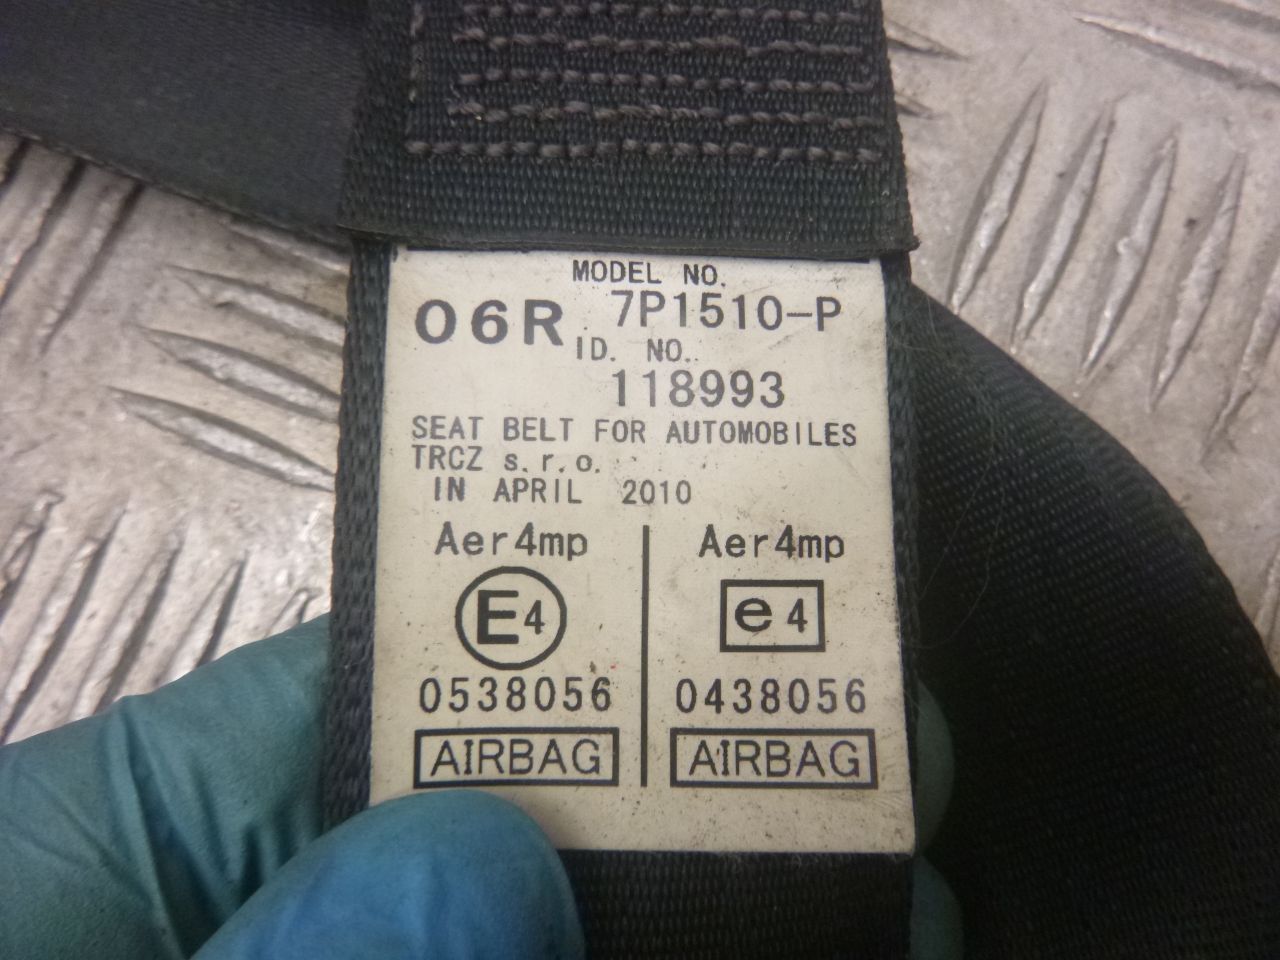 MODEL NO.
06R 7P1510-P
ID. NO.
118993
SEAT BELT FOR AUTOMOBILES
TRCZ s.r.o.
IN APRIL 2010
Aer4mp Aer4mp
E4 e4
0538056 0438056
AIRBAG AIRBAG